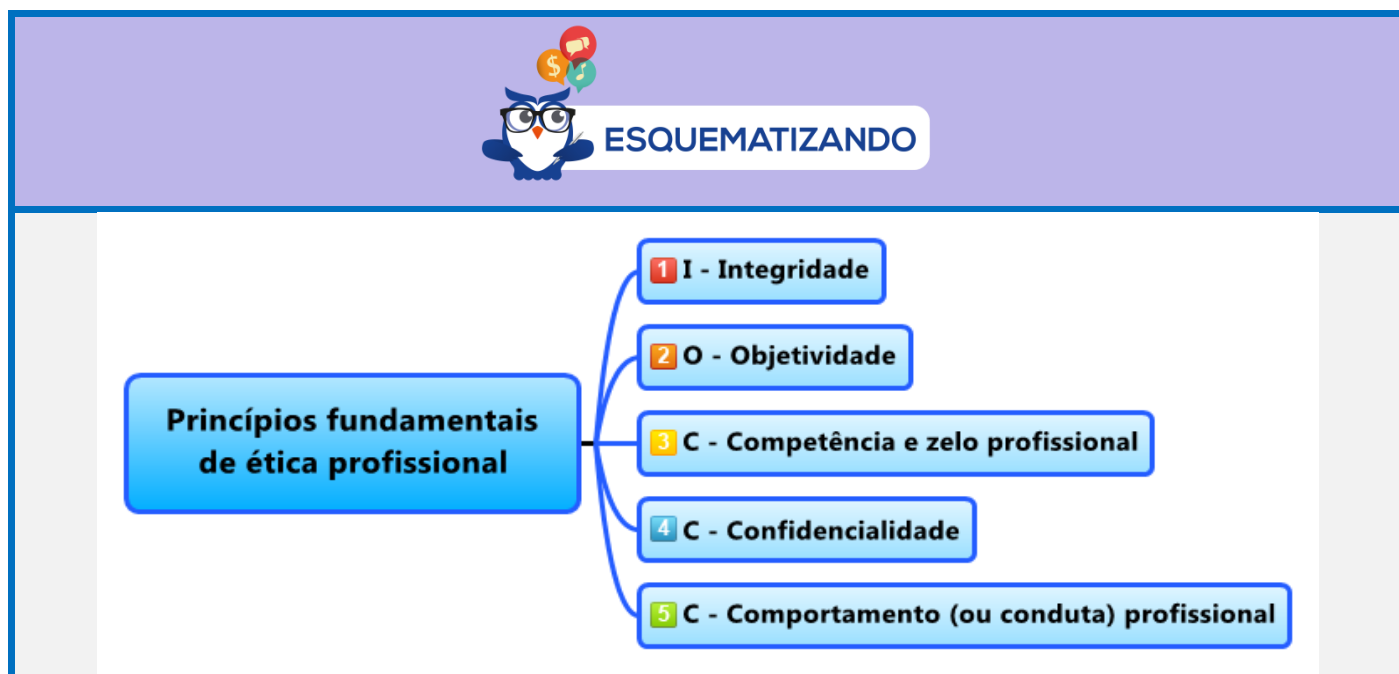 $
ESQUEMATIZANDO
Princípios fundamentais
de ética profissional
1 I - Integridade
2 O - Objetividade
3 C - Competência e zelo profissional
4 C - Confidencialidade
5 C - Comportamento (ou conduta) profissional